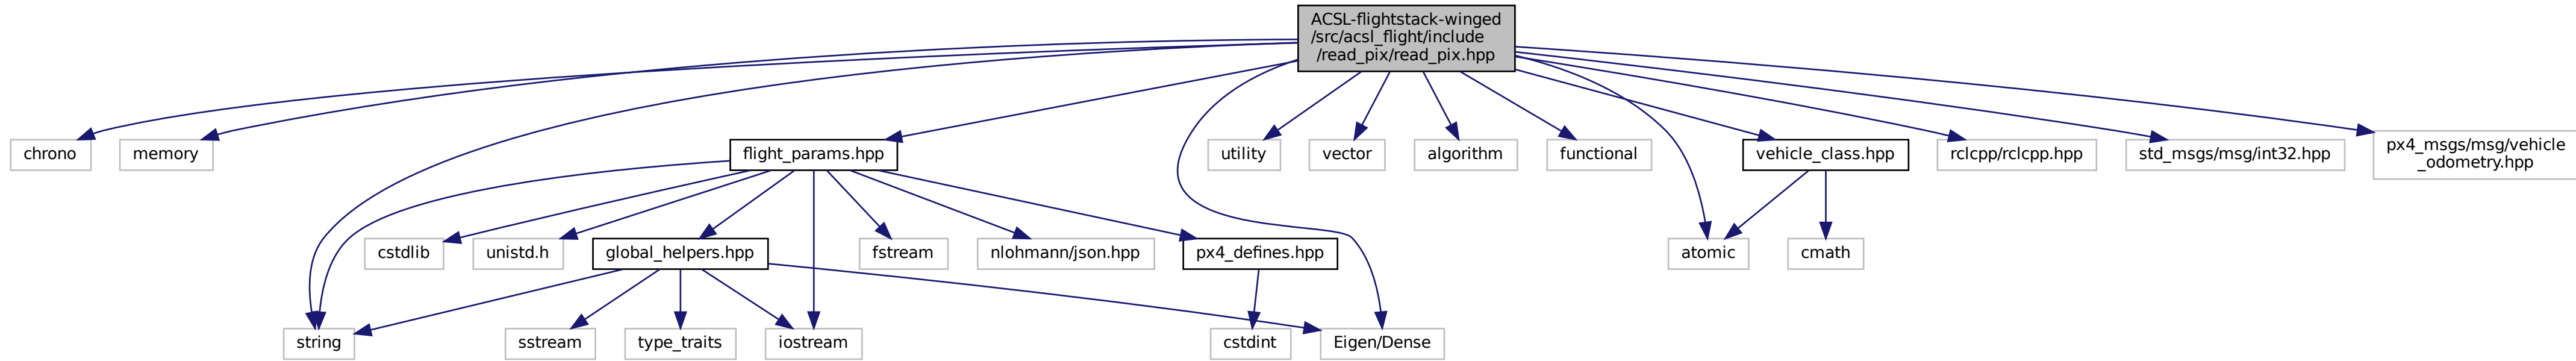 ACSL-flightstack-winged
/src/acsl_flight/include
/read_pix/read_pix.hpp
chrono
memory
flight_params.hpp
utility
vector
algorithm
functional
vehicle_class.hpp
rclcpp/rclcpp.hpp
std_msgs/msg/int32.hpp
px4_msgs/msg/vehicle
_odometry.hpp
cstdlib
unistd.h
global_helpers.hpp
fstream
nlohmann/json.hpp
px4_defines.hpp
atomic
cmath
string
sstream
type_traits
iostream
cstdint
Eigen/Dense